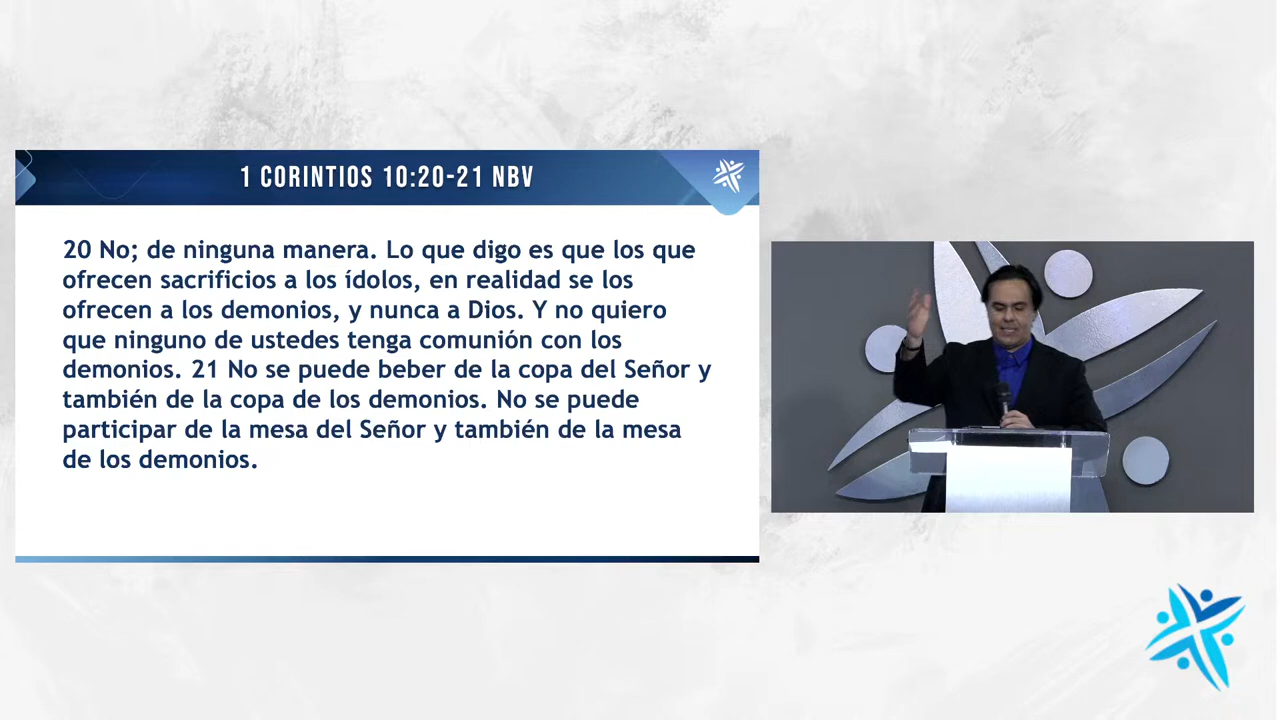 1 CORINTIOS 10:20-21 NBV
20 No; de ninguna manera. Lo que digo es que los que
ofrecen sacrificios a los ídolos, en realidad se los
ofrecen a los demonios, y nunca a Dios. Y no quiero
que ninguno de ustedes tenga comunión con los
demonios. 21 No se puede beber de la copa del Señor y
también de la copa de los demonios. No se puede
participar de la mesa del Señor y también de la mesa
de los demonios.